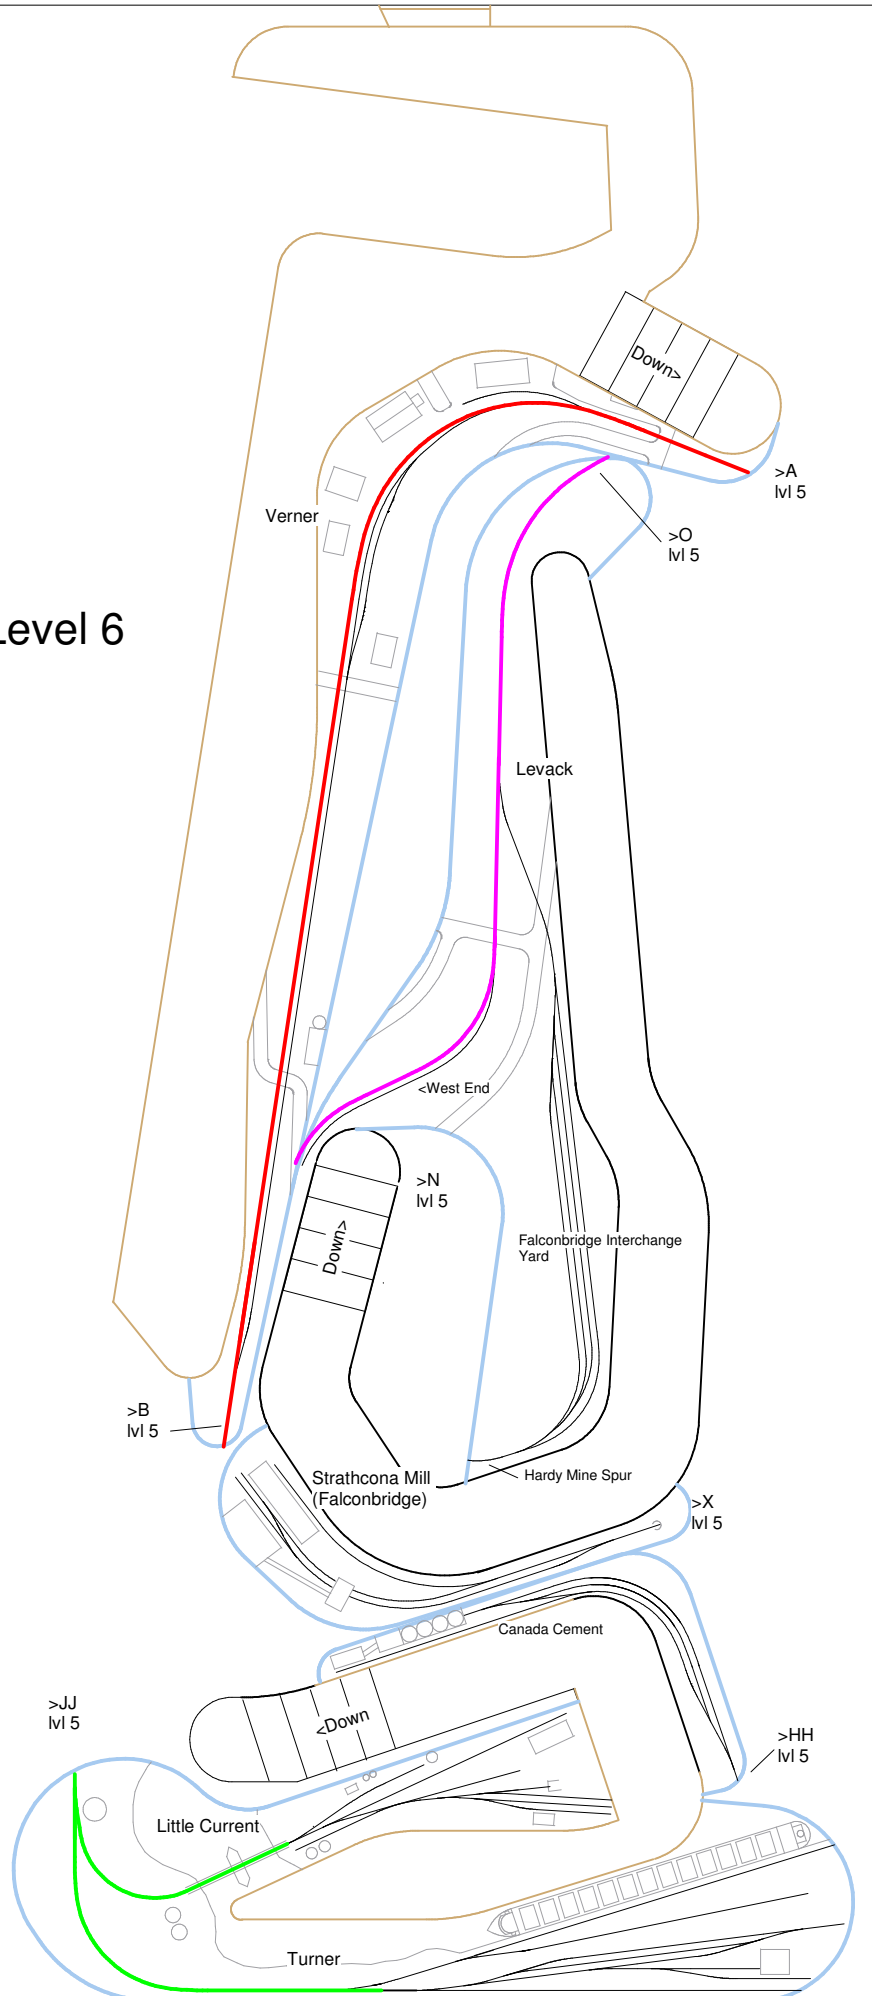 Down>
>A
lvl 5
Verner
>O
lvl 5
Level 6
Levack
<West End
>N
lvl 5
Down>
Falconbridge Interchange
Yard
>B
lvl 5
Strathcona Mill
(Falconbridge)
Hardy Mine Spur
>X
lvl 5
Canada Cement
>JJ
lvl 5
<Down
>HH
lvl 5
Little Current
Turner